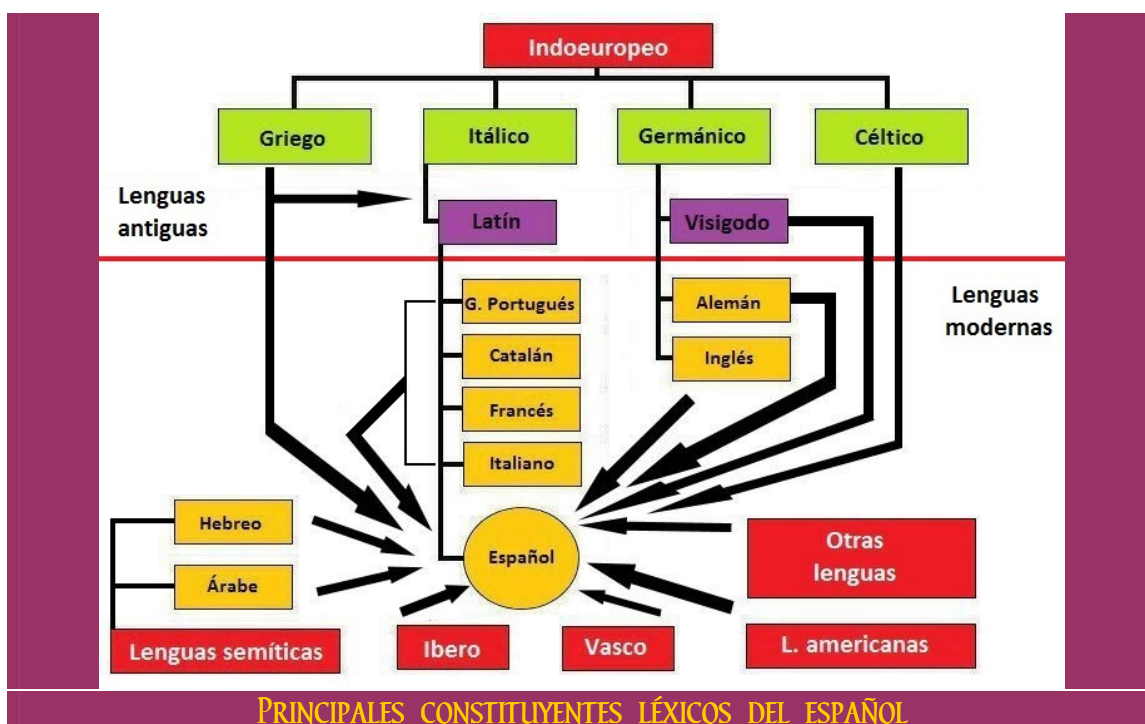 Indoeuropeo
Griego
Itálico
Germánico
Céltico
Lenguas
antiguas
Latín
Visigodo
G. Portugués
Alemán
Lenguas
modernas
Catalán
Inglés
Francés
Italiano
Hebreo
Español
Otras
lenguas
Árabe
Lenguas semíticas
Ibero
Vasco
L. americanas
PRINCIPALES CONSTITUYENTES LÉXICOS DEL ESPAÑOL